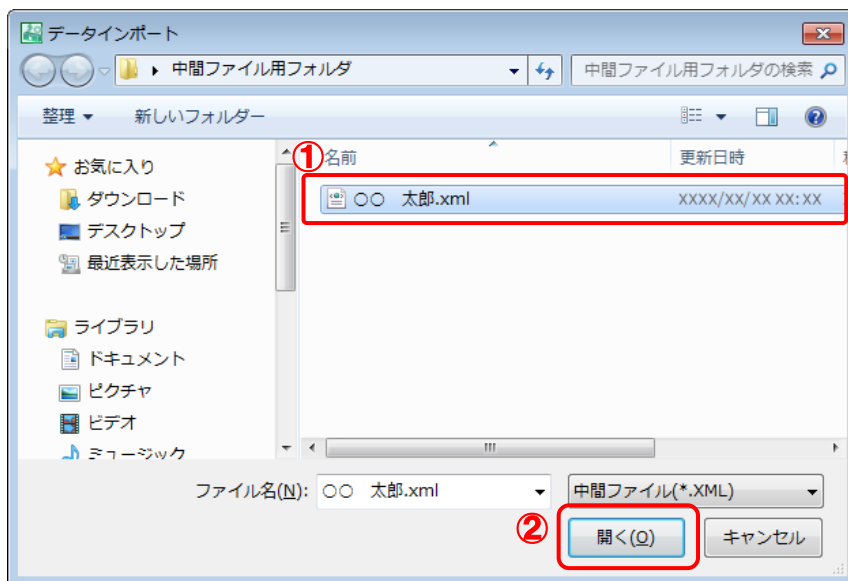 データインポート
中間ファイル用フォルダ
中間ファイル用フォルダの検索
整理 新しいフォルダー
① 名前 更新日時
お気に入り
○○ 太郎.xml XXXX/XX/XX XX:XX
ダウンロード
デスクトップ
最近表示した場所
ライブラリ
ドキュメント
ピクチャ
ビデオ
ミュージック
ファイル名(N): ○○ 太郎.xml 中間ファイル(*.XML)
② 開く(O) キャンセル